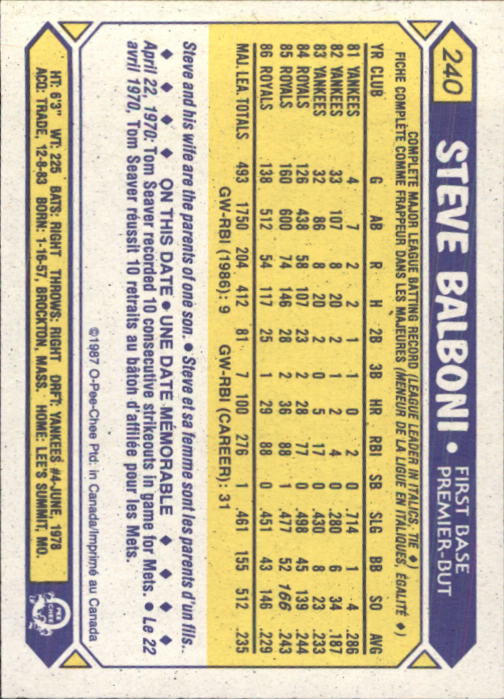 240
STEVE BALBONI • FIRST BASE
PREMIER-BUT
COMPLETE MAJOR LEAGUE BATTING RECORD (LEAGUE LEADER IN ITALICS, TIE ♦)
FICHE COMPLÈTE COMME FRAPPEUR DANS LES MAJEURES (MENEUR DE LA LIGUE EN ITALIQUES, ÉGALITÉ ♦)
YR CLUB G AB R H 2B 3B HR RBI SB SLG BB SO AVG
81 YANKEES 4 7 2 2 1 1 0 2 0 .714 1 4 .286
82 YANKEES 33 107 8 20 2 1 2 4 0 .280 6 34 .187
83 YANKEES 32 86 8 20 2 0 5 17 0 .430 8 23 .233
84 ROYALS 126 438 58 107 23 2 28 77 0 .498 45 139 .244
85 ROYALS 160 600 74 146 28 2 36 88 1 .477 52 166 .243
86 ROYALS 138 512 54 117 25 1 29 88 0 .451 43 146 .229
MAJ. LEA. TOTALS 493 1750 204 412 81 7 100 276 1 .461 155 512 .235
GW-RBI (1986): 9 GW-RBI (CAREER): 31
Steve and his wife are the parents of one son. • Steve et sa femme sont les parents d'un fils.
♦ ♦ ♦ ♦ ON THIS DATE • UNE DATE MÉMORABLE ♦ ♦ ♦ ♦
April 22, 1970: Tom Seaver recorded 10 consecutive strikeouts in game for Mets. • Le 22
avril 1970, Tom Seaver réussit 10 retraits au bâton d'affilée pour les Mets.
©1987 O-Pee-Chee Ptd. in Canada/Imprimé au Canada
HT: 6'3" WT: 225 BATS: RIGHT THROWS: RIGHT DRFT: YANKEES #4-JUNE, 1978
ACQ: TRADE, 12-8-83 BORN: 1-16-57, BROCKTON, MASS. HOME: LEE'S SUMMIT, MO.
O PEE CHEE